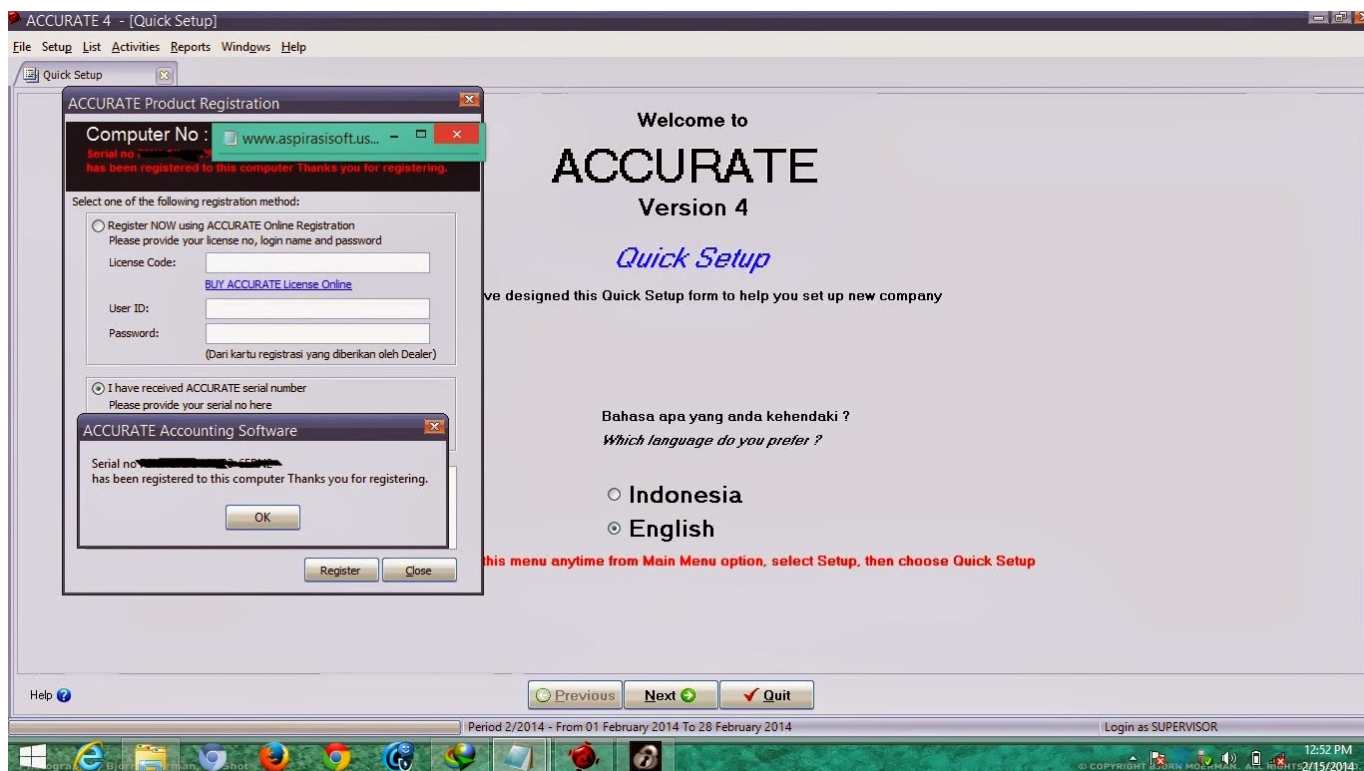 ACCURATE 4 - [Quick Setup]
File Setup List Activities Reports Windows Help
Quick Setup
ACCURATE Product Registration
Computer No :
www.aspirasisoft.us...
Serial no
has been registered to this computer Thanks you for registering.
Select one of the following registration method:
Register NOW using ACCURATE Online Registration
Please provide your license no, login name and password
License Code:
BUY ACCURATE License Online
User ID:
Password:
(Dari kartu registrasi yang diberikan oleh Dealer)
I have received ACCURATE serial number
Please provide your serial no here
ACCURATE Accounting Software
Serial no
has been registered to this computer Thanks you for registering.
OK
Register Close
Welcome to
ACCURATE
Version 4
Quick Setup
ve designed this Quick Setup form to help you set up new company
Bahasa apa yang anda kehendaki ?
Which language do you prefer ?
Indonesia
English
this menu anytime from Main Menu option, select Setup, then choose Quick Setup
Help
Previous Next Quit
Period 2/2014 - From 01 February 2014 To 28 February 2014
Login as SUPERVISOR
12:52 PM
2/15/2014